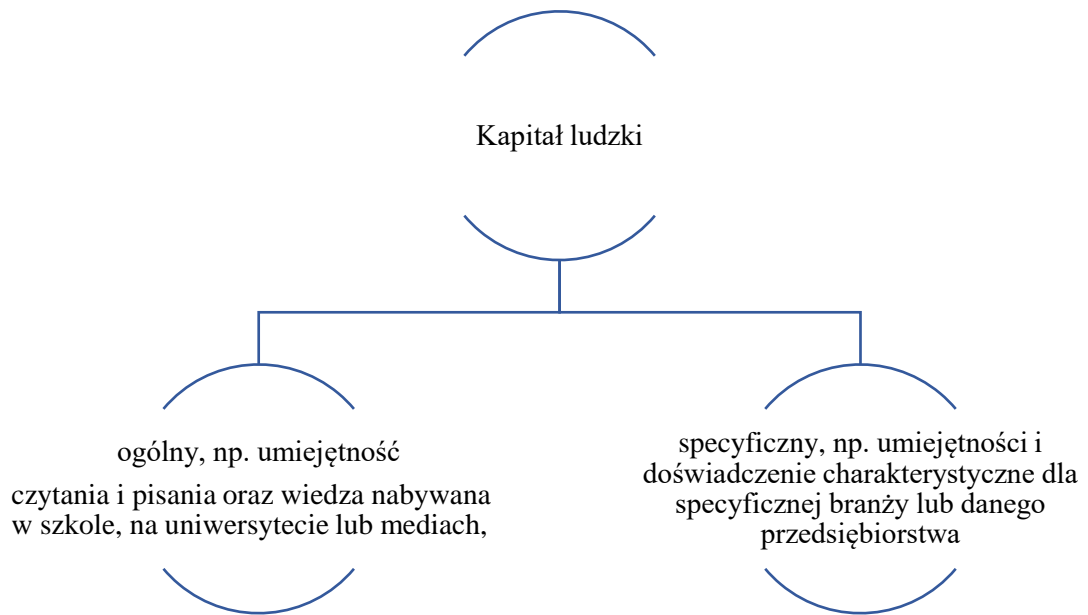 Kapitał ludzki
ogólny, np. umiejętność
czytania i pisania oraz wiedza nabywana
w szkole, na uniwersytecie lub mediach,
specyficzny, np. umiejętności i
doświadczenie charakterystyczne dla
specyficznej branży lub danego
przedsiębiorstwa